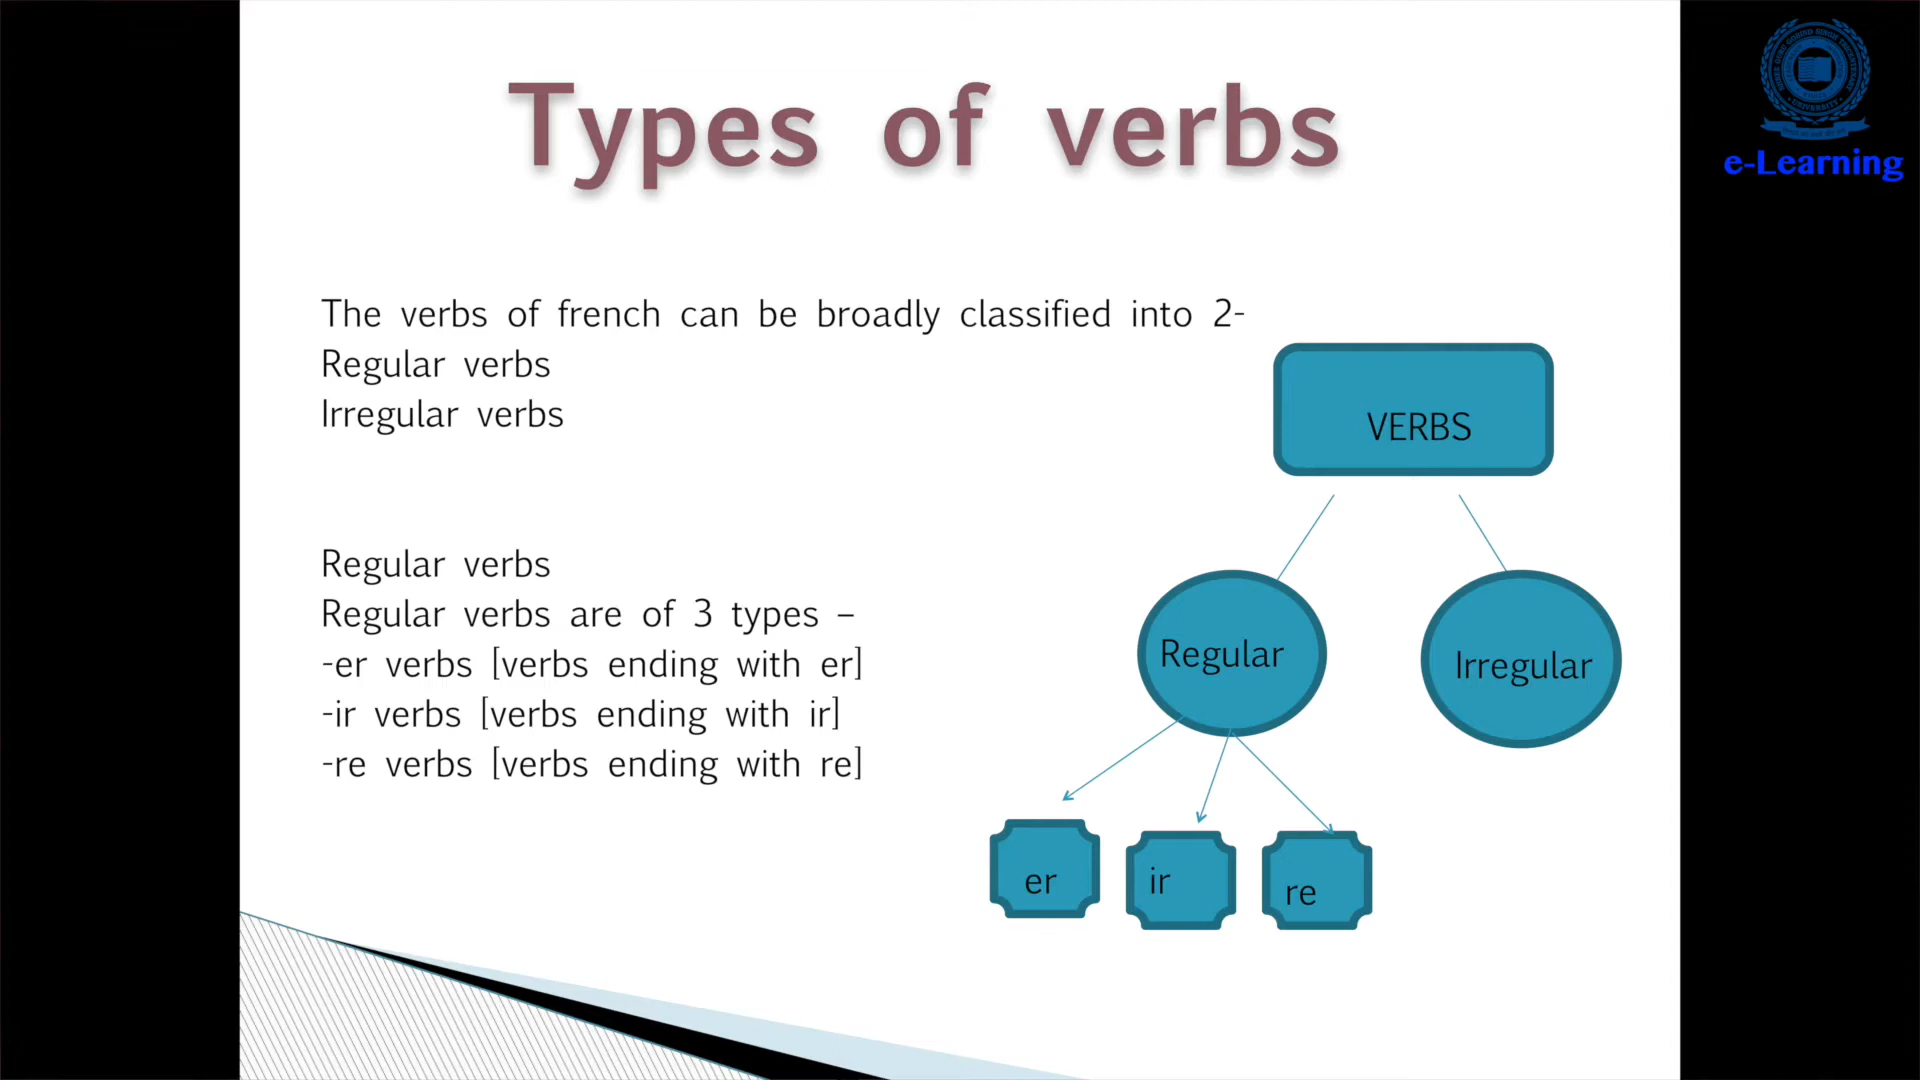 Types of verbs
e-Learning
The verbs of french can be broadly classified into 2-
Regular verbs
Irregular verbs
Regular verbs
Regular verbs are of 3 types –
-er verbs [verbs ending with er]
-ir verbs [verbs ending with ir]
-re verbs [verbs ending with re]
VERBS
Regular
Irregular
er
ir
re